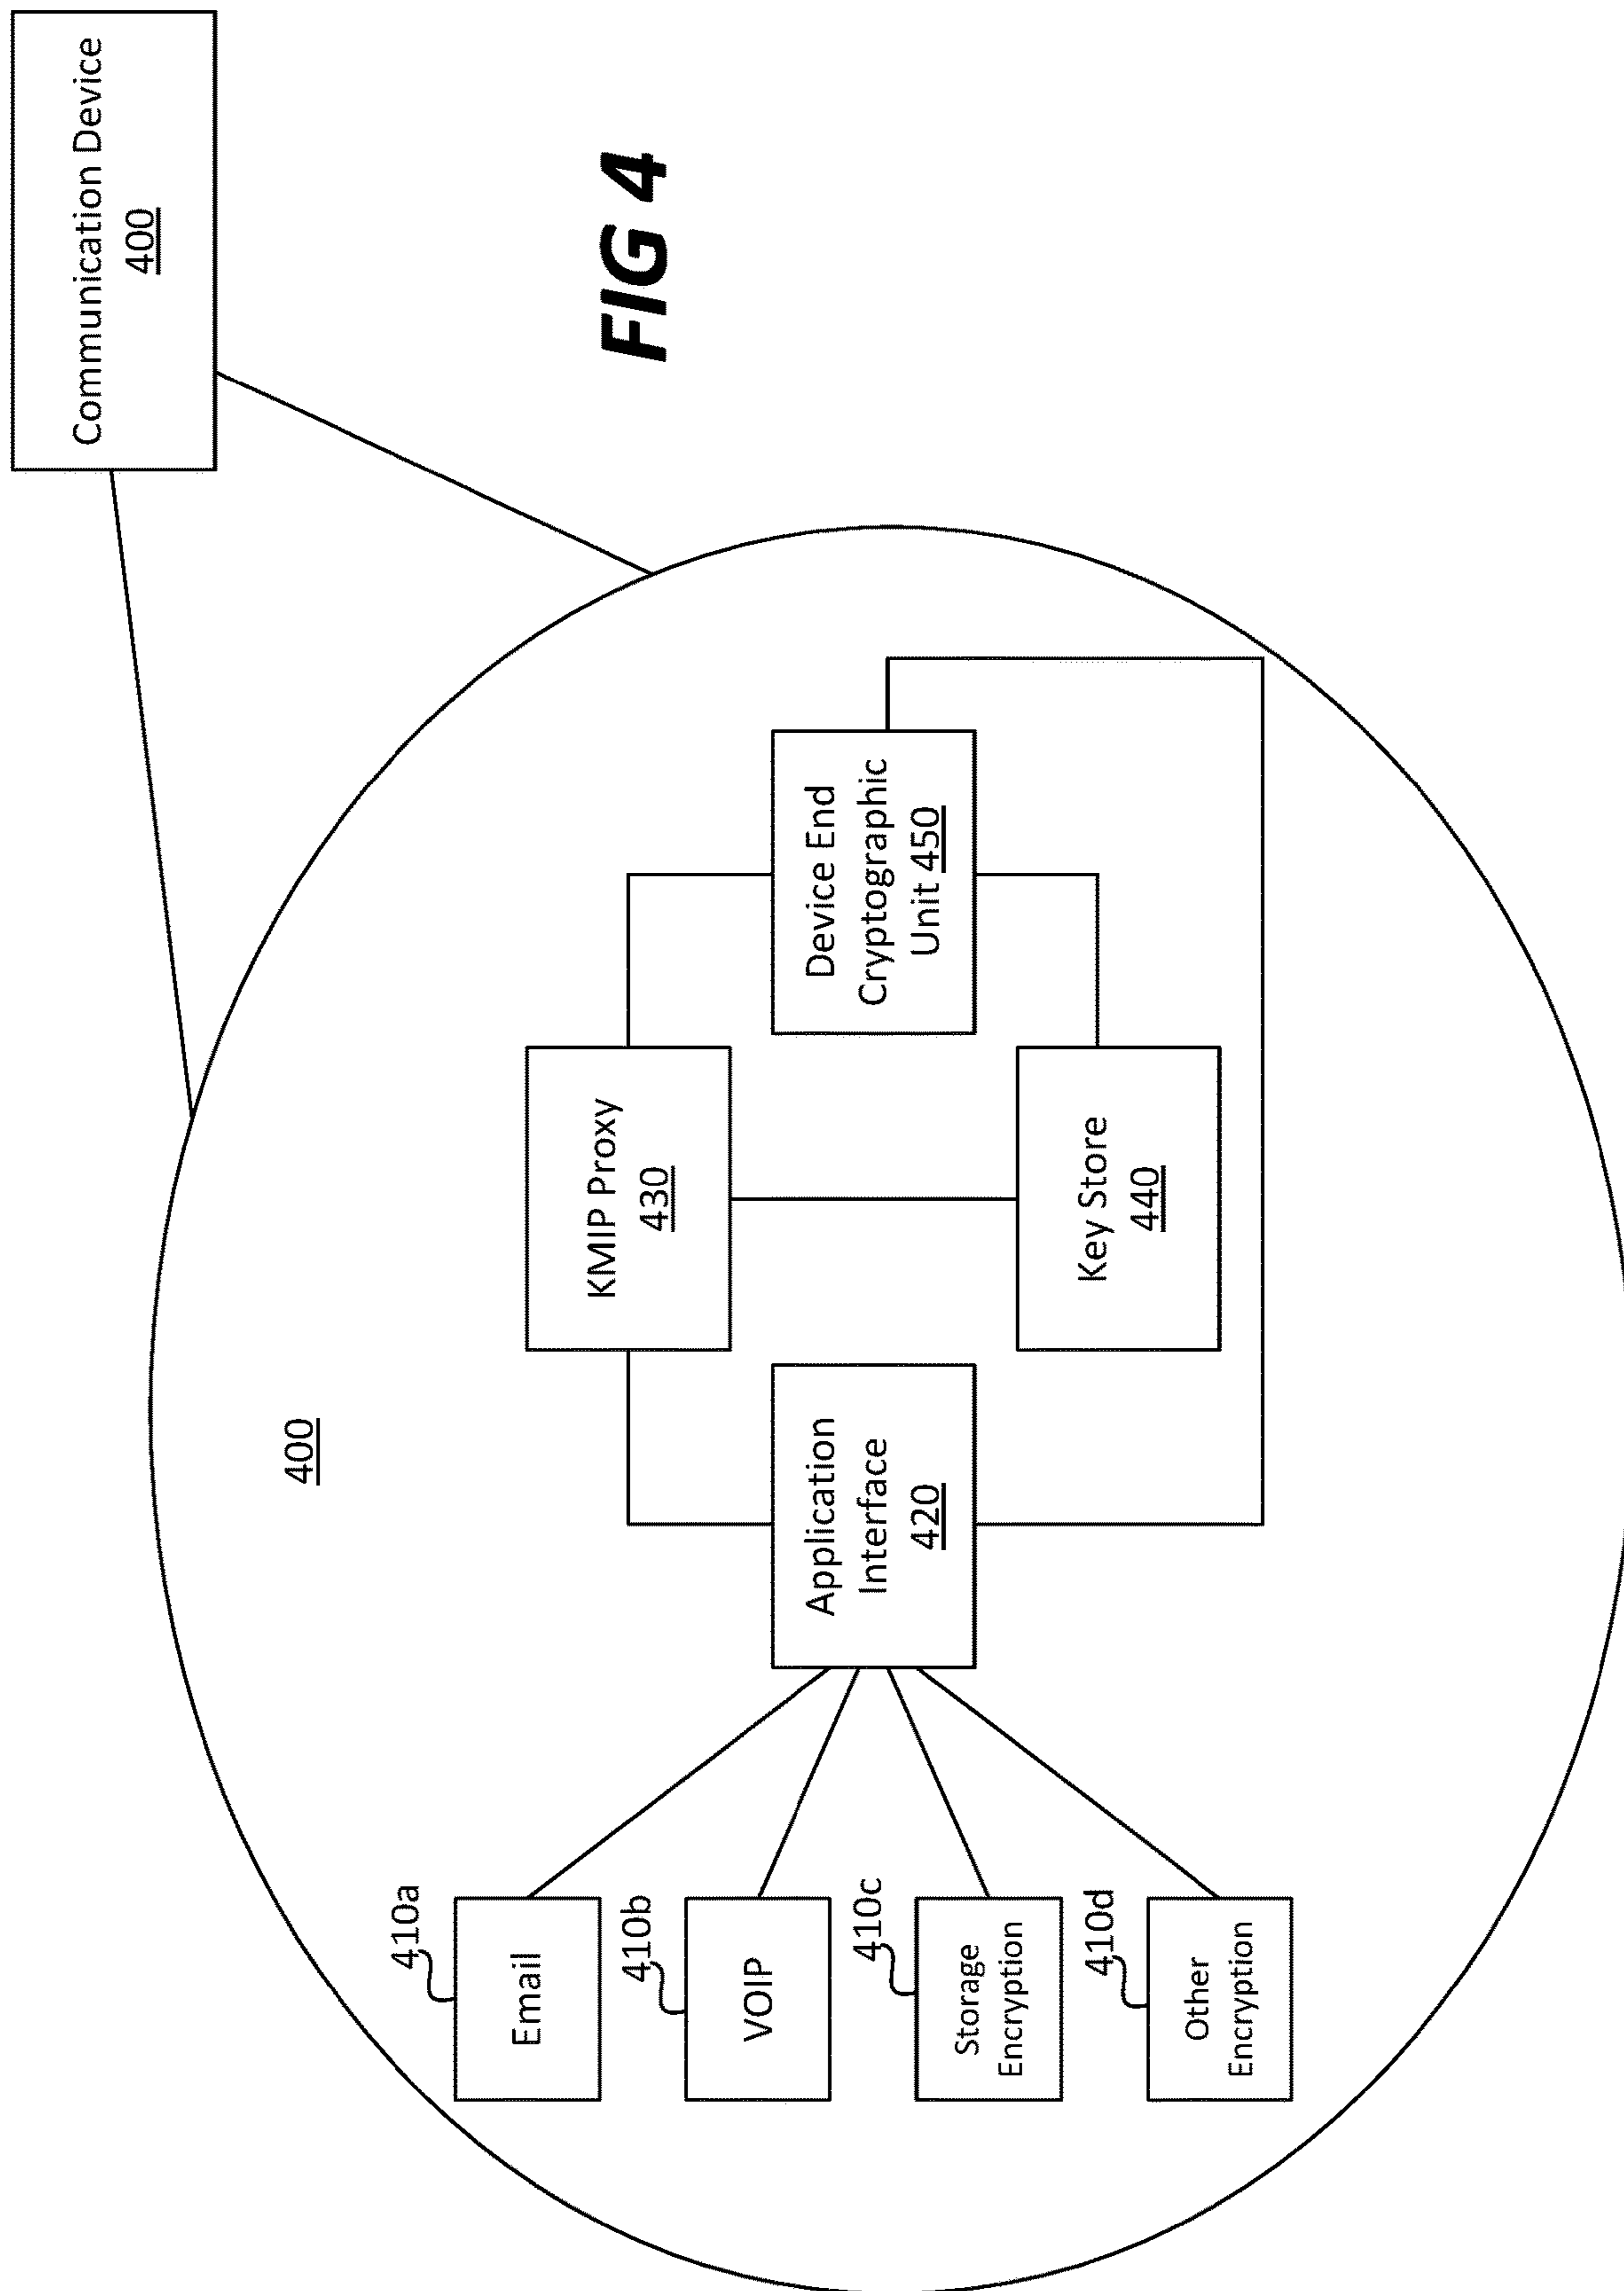 Communication Device
400
400
410a
Email
410b
VOIP
410c
Storage
Encryption
410d
Other
Encryption
Application
Interface
420
KMIP Proxy
430
Key Store
440
Device End
Cryptographic
Unit 450
FIG 4